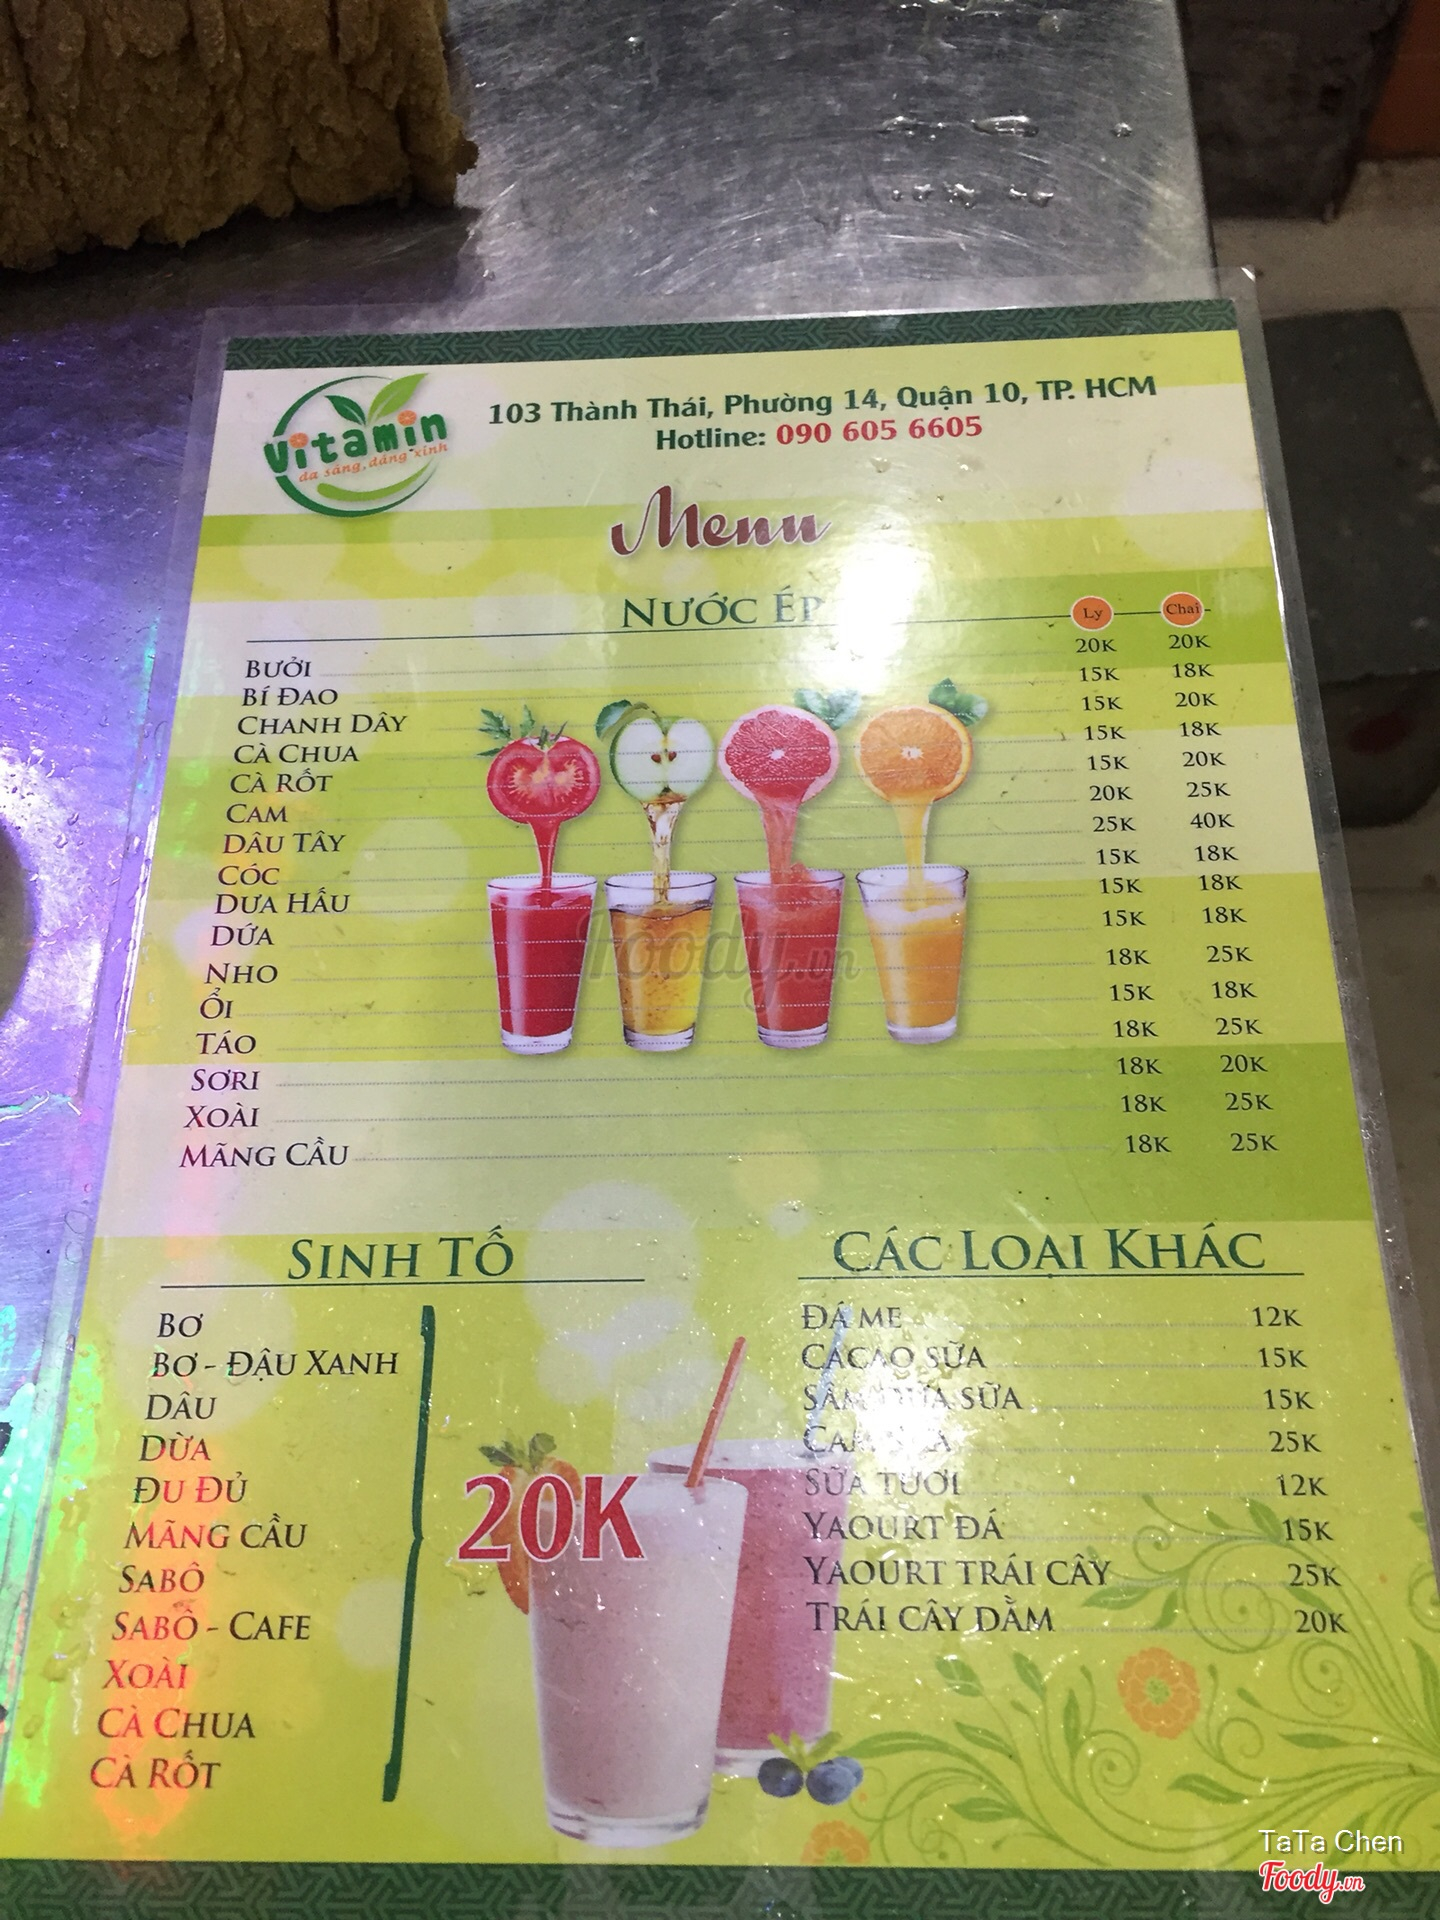 Vitamin
da sáng, dáng xinh
103 Thành Thái, Phường 14, Quận 10, TP. HCM
Hotline: 090 605 6605
Menu
NƯỚC ÉP Ly Chai
BƯỞI 20K 20K
BÍ ĐAO 15K 18K
CHANH DÂY 15K 20K
CÀ CHUA 15K 18K
CÀ RỐT 15K 20K
CAM 20K 25K
DÂU TÂY 25K 40K
CÓC 15K 18K
DƯA HẤU 15K 18K
DỨA 15K 18K
NHO 18K 25K
ỔI 15K 18K
TÁO 18K 25K
SƠRI 18K 20K
XOÀI 18K 25K
MÃNG CẦU 18K 25K
SINH TỐ
BƠ
BƠ - ĐẬU XANH
DÂU
DỪA
ĐU ĐỦ
MÃNG CẦU
SABÔ
SABÔ - CAFE
XOÀI
CÀ CHUA
CÀ RỐT
20K
CÁC LOẠI KHÁC
ĐÁ ME 12K
CACAO SỮA 15K
SÂM DỨA SỮA 15K
CAM SỮA 25K
SỮA TƯƠI 12K
YAOURT ĐÁ 15K
YAOURT TRÁI CÂY 25K
TRÁI CÂY DẰM 20K
Foody.vn
TaTa Chen
Foody.vn